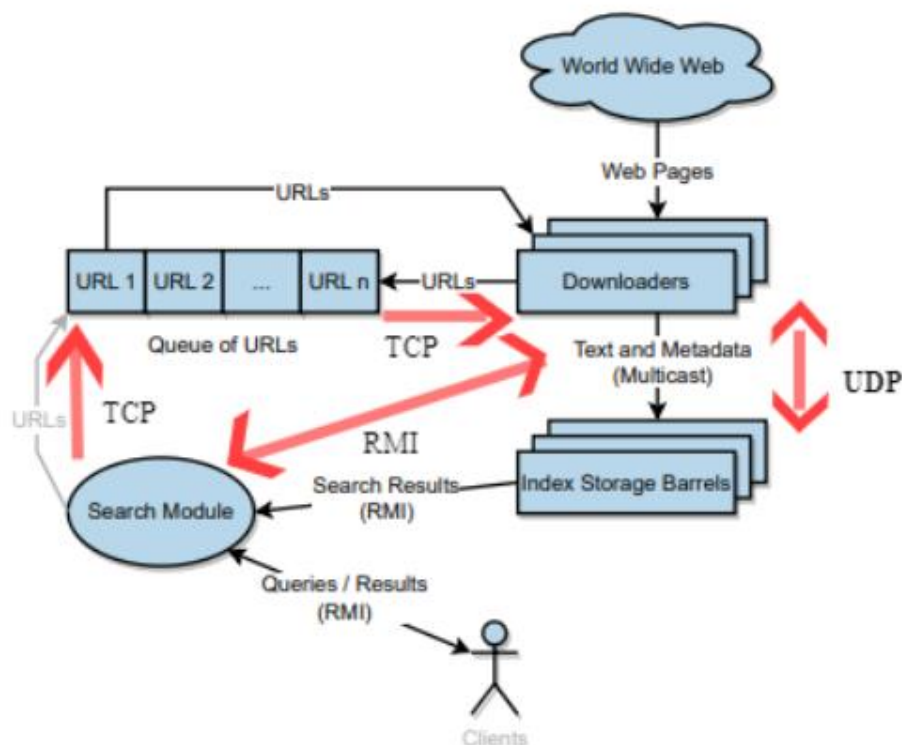 World Wide Web
Web Pages
URLs
URL 1
URL 2
...
URL n
URLs
Downloaders
Queue of URLs
TCP
Text and Metadata
(Multicast)
UDP
URLs
TCP
RMI
Search Module
Search Results
(RMI)
Index Storage Barrels
Queries / Results
(RMI)
Clients